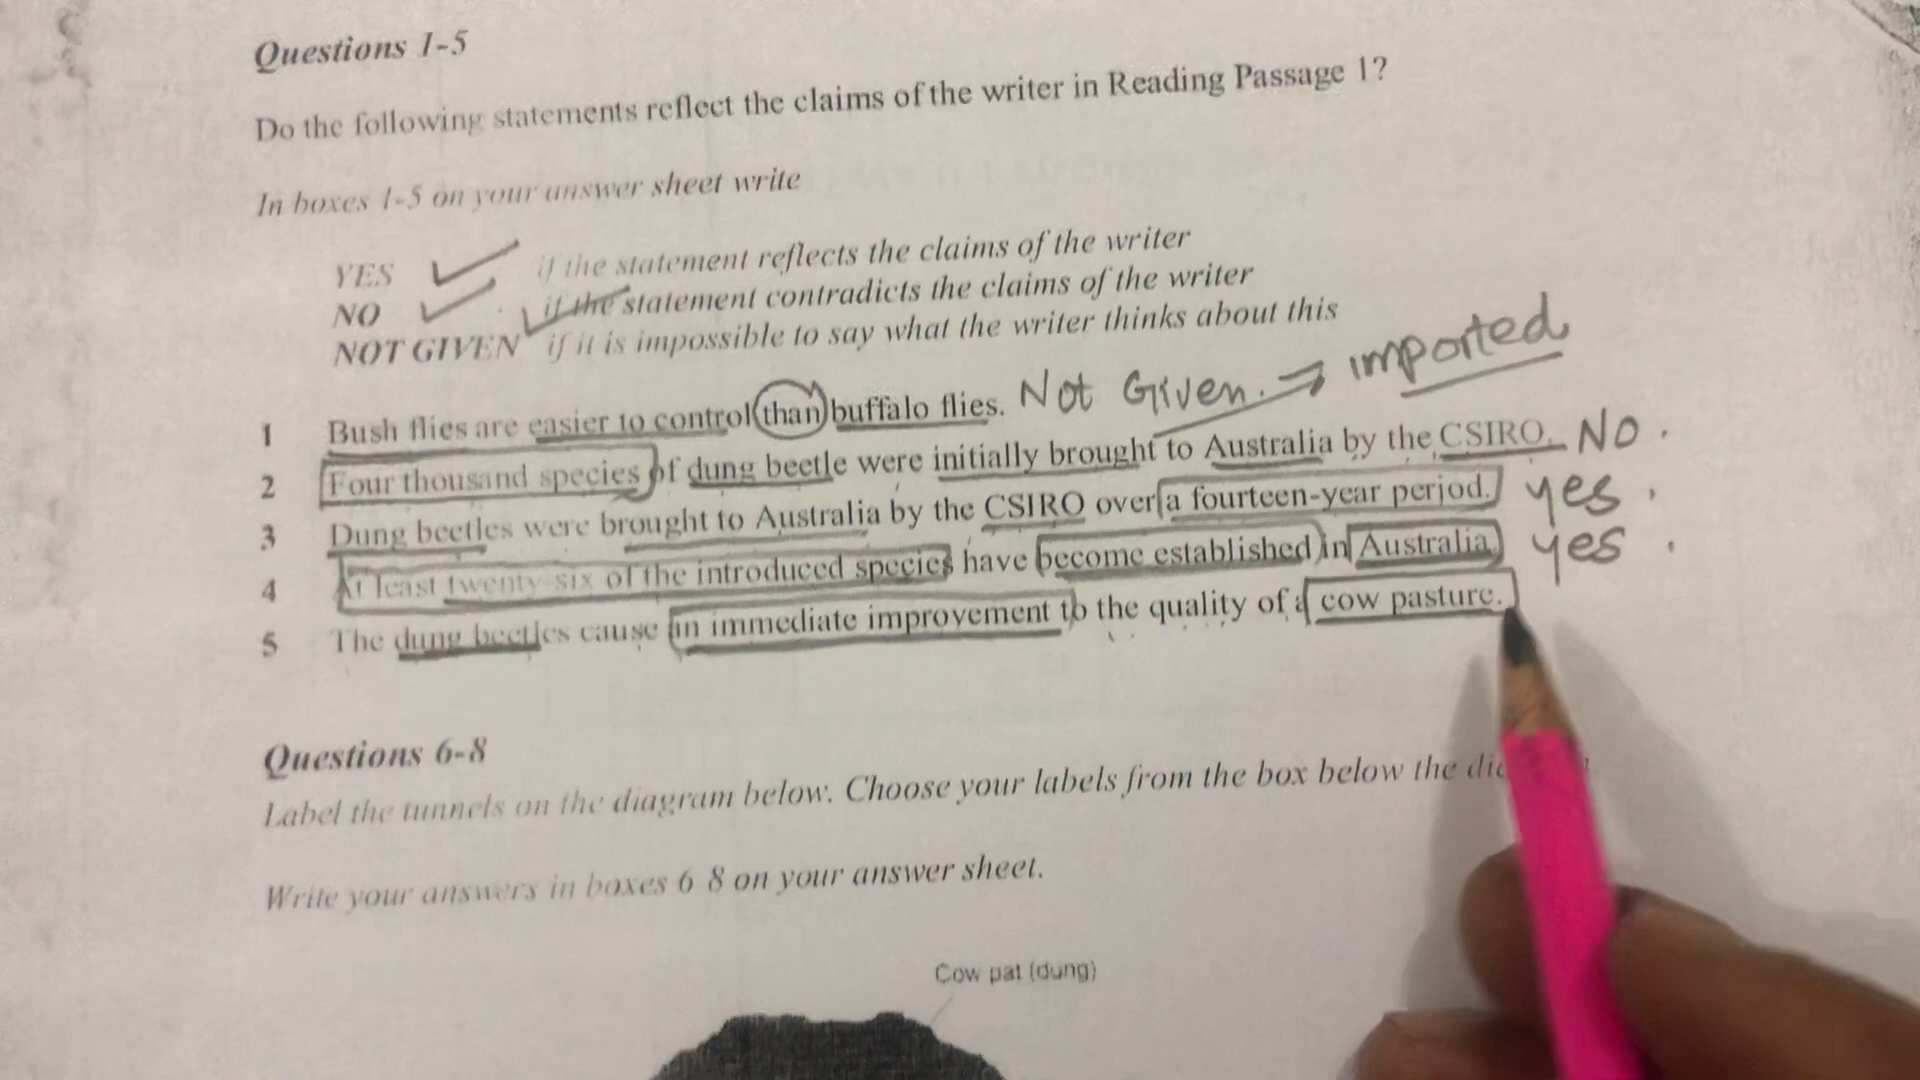 Questions 1-5
Do the following statements reflect the claims of the writer in Reading Passage 1?
In boxes 1-5 on your answer sheet write
YES if the statement reflects the claims of the writer
NO if the statement contradicts the claims of the writer
NOT GIVEN if it is impossible to say what the writer thinks about this
1 Bush flies are easier to control than buffalo flies. Not Given. ⇒ imported
2 Four thousand species of dung beetle were initially brought to Australia by the CSIRO. NO.
3 Dung beetles were brought to Australia by the CSIRO over a fourteen-year period. yes.
4 At least twenty-six of the introduced species have become established in Australia. yes.
5 The dung beetles cause an immediate improvement to the quality of a cow pasture.
Questions 6-8
Label the tunnels on the diagram below. Choose your labels from the box below the
Write your answers in boxes 6 8 on your answer sheet.
Cow pat (dung)